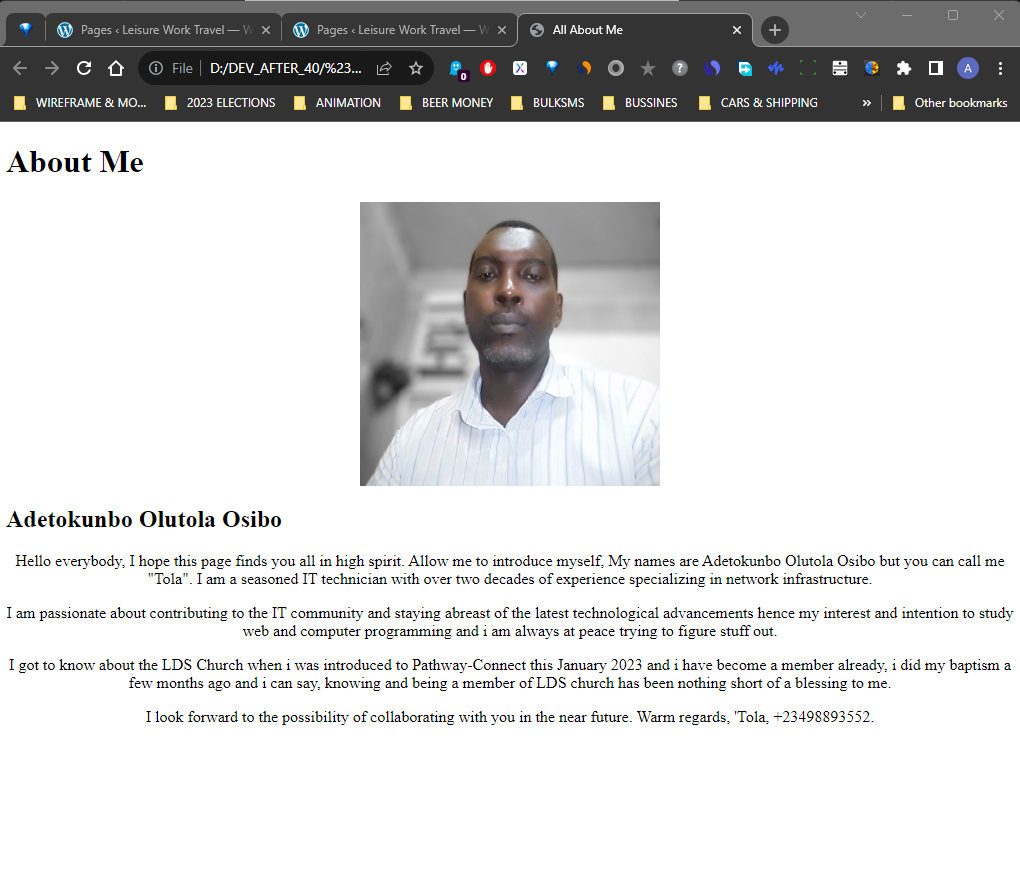 Pages ‹ Leisure Work Travel — W
Pages ‹ Leisure Work Travel — W
All About Me
File
D:/DEV_AFTER_40/%23...
0
X
?
A
WIREFRAME & MO...
2023 ELECTIONS
ANIMATION
BEER MONEY
BULKSMS
BUSSINES
CARS & SHIPPING
»
Other bookmarks
About Me
Adetokunbo Olutola Osibo
Hello everybody, I hope this page finds you all in high spirit. Allow me to introduce myself, My names are Adetokunbo Olutola Osibo but you can call me
"Tola". I am a seasoned IT technician with over two decades of experience specializing in network infrastructure.
I am passionate about contributing to the IT community and staying abreast of the latest technological advancements hence my interest and intention to study
web and computer programming and i am always at peace trying to figure stuff out.
I got to know about the LDS Church when i was introduced to Pathway-Connect this January 2023 and i have become a member already, i did my baptism a
few months ago and i can say, knowing and being a member of LDS church has been nothing short of a blessing to me.
I look forward to the possibility of collaborating with you in the near future. Warm regards, 'Tola, +23498893552.